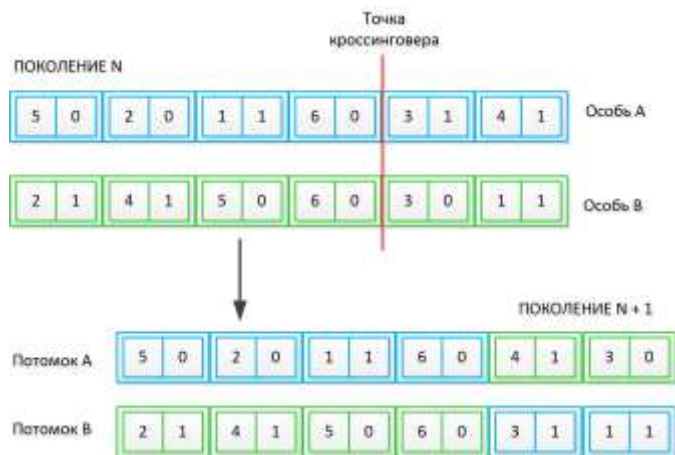 Точка
кроссинговера
ПОКОЛЕНИЕ N
5 0 2 0 1 1 6 0 3 1 4 1 Особь А
2 1 4 1 5 0 6 0 3 0 1 1 Особь В
ПОКОЛЕНИЕ N + 1
Потомок А 5 0 2 0 1 1 6 0 4 1 3 0
Потомок В 2 1 4 1 5 0 6 0 3 1 1 1